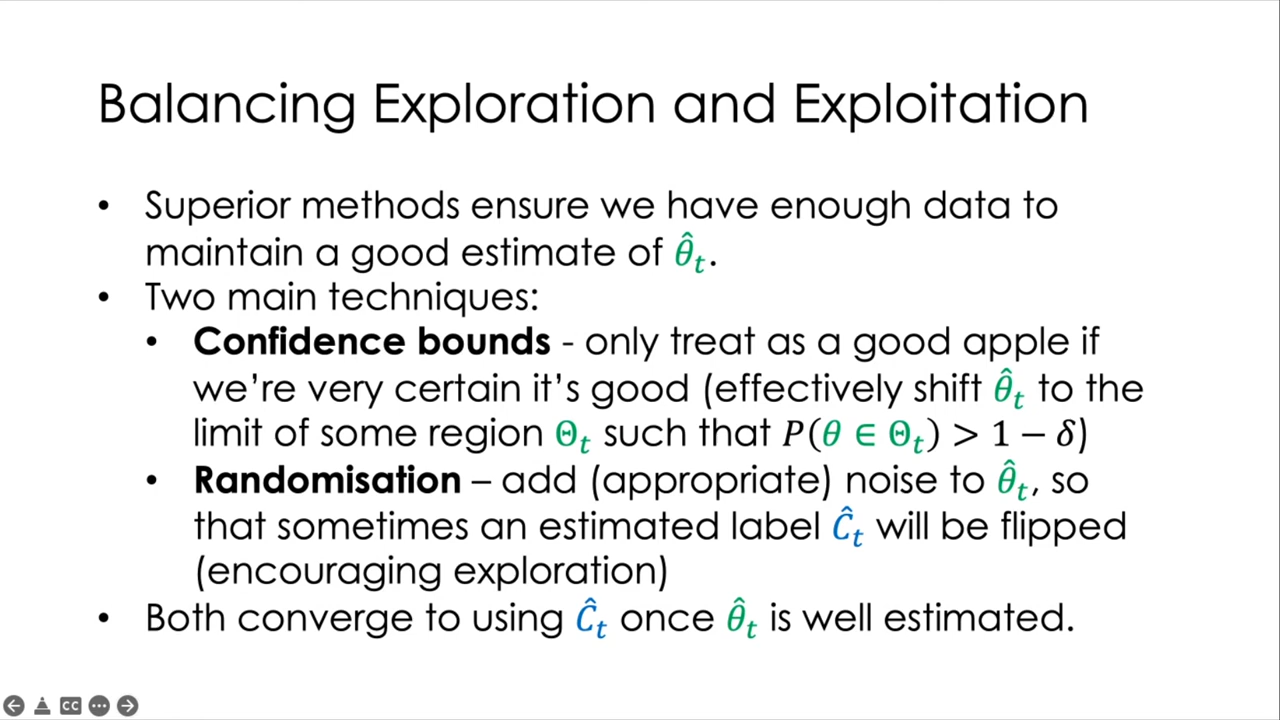 Balancing Exploration and Exploitation
• Superior methods ensure we have enough data to
maintain a good estimate of θ̂ₜ.
• Two main techniques:
• Confidence bounds - only treat as a good apple if
we’re very certain it’s good (effectively shift θ̂ₜ to the
limit of some region Θₜ such that P(θ ∈ Θₜ) > 1 − δ)
• Randomisation – add (appropriate) noise to θ̂ₜ, so
that sometimes an estimated label Ĉₜ will be flipped
(encouraging exploration)
• Both converge to using Ĉₜ once θ̂ₜ is well estimated.
CC